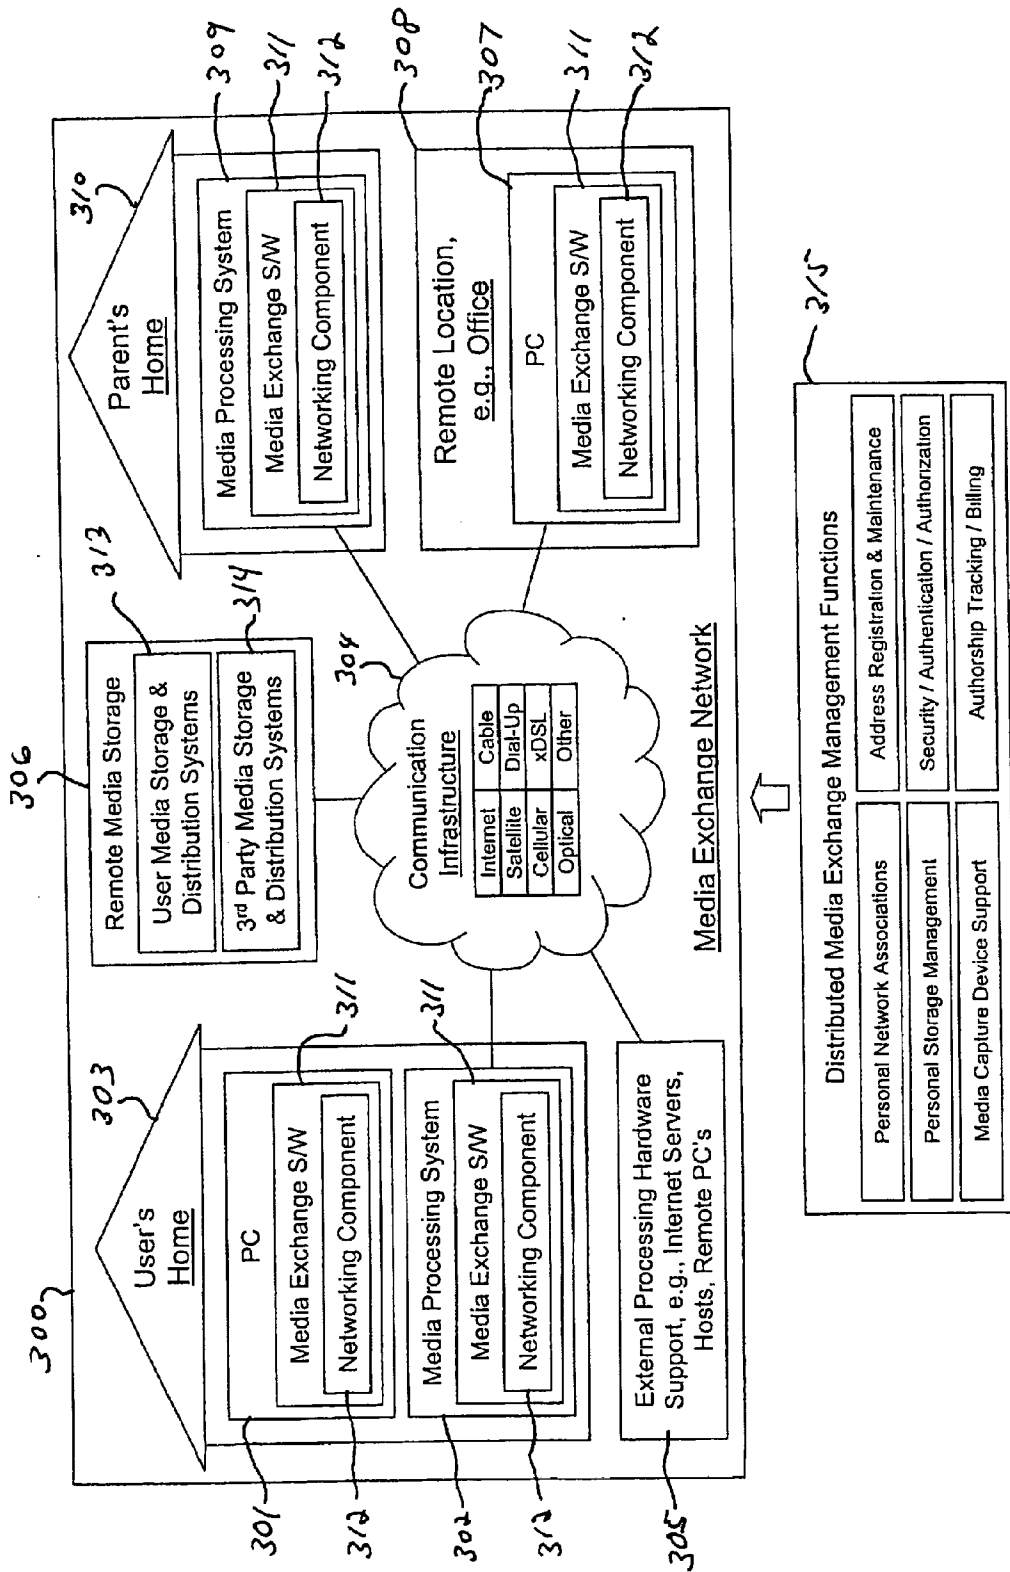 300
303
User's
Home
301
PC
Media Exchange S/W
311
Networking Component
312
302
Media Processing System
Media Exchange S/W
311
Networking Component
312
305
External Processing Hardware
Support, e.g., Internet Servers,
Hosts, Remote PC's
306
Remote Media Storage
313
User Media Storage &
Distribution Systems
314
3rd Party Media Storage
& Distribution Systems
304
Communication
Infrastructure
Internet Cable
Satellite Dial-Up
Cellular xDSL
Optical Other
Media Exchange Network
310
Parent's
Home
309
Media Processing System
311
Media Exchange S/W
312
Networking Component
308
Remote Location,
e.g., Office
307
PC
311
Media Exchange S/W
312
Networking Component
315
Distributed Media Exchange Management Functions
Personal Network Associations Address Registration & Maintenance
Personal Storage Management Security / Authentication / Authorization
Media Capture Device Support Authorship Tracking / Billing